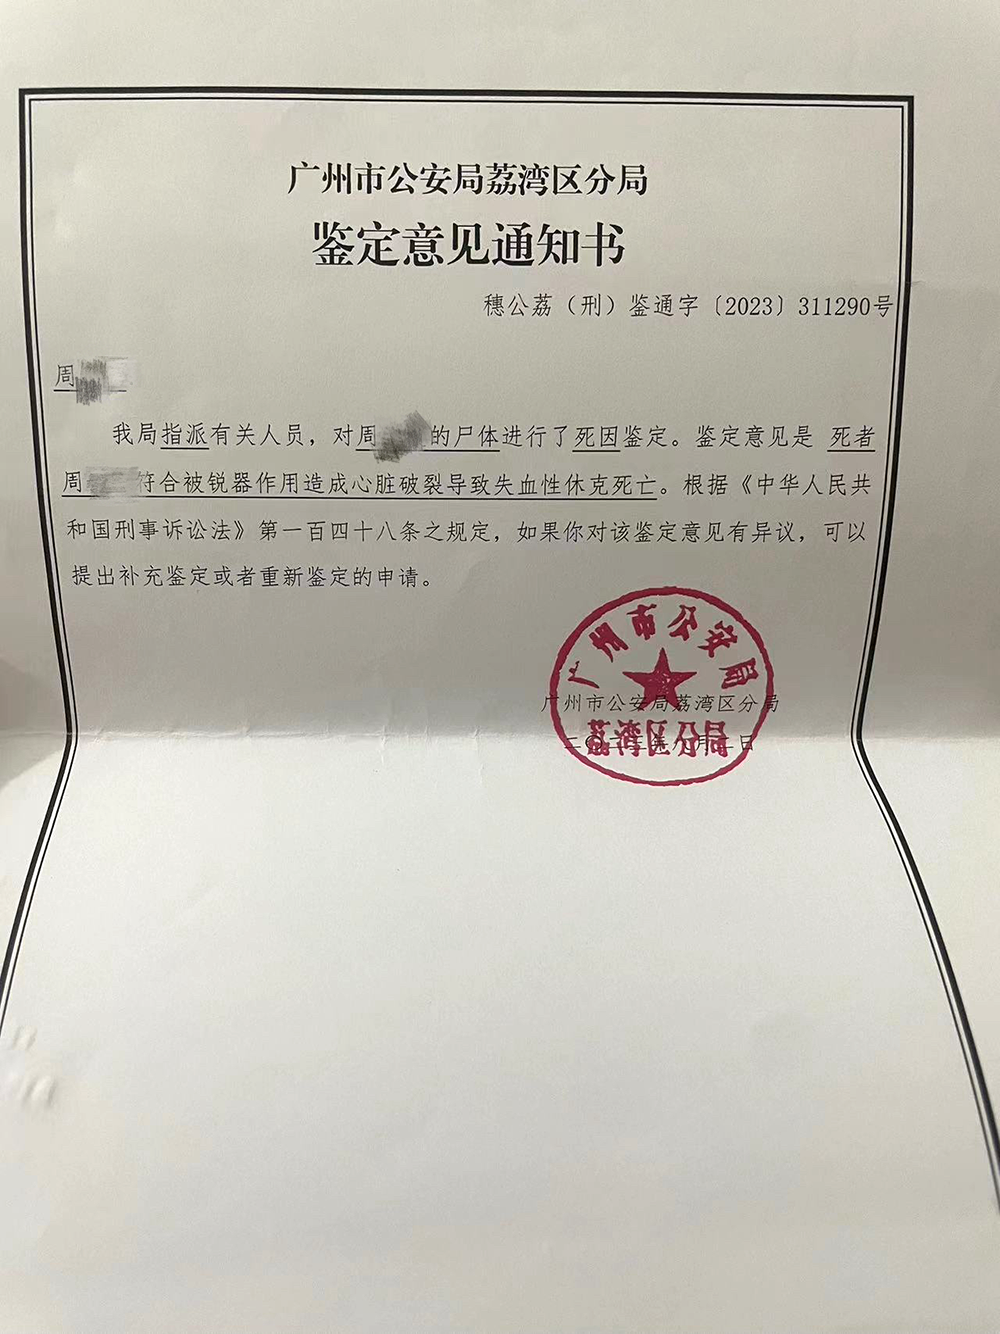 广州市公安局荔湾区分局
鉴定意见通知书
穗公荔（刑）鉴通字〔2023〕311290号
周
我局指派有关人员，对周 的尸体进行了死因鉴定。鉴定意见是 死者
周 符合被锐器作用造成心脏破裂导致失血性休克死亡。根据《中华人民共
和国刑事诉讼法》第一百四十八条之规定，如果你对该鉴定意见有异议，可以
提出补充鉴定或者重新鉴定的申请。
广州市公安局
广州市公安局荔湾区分局
荔湾区分局
二〇二三年八月二日